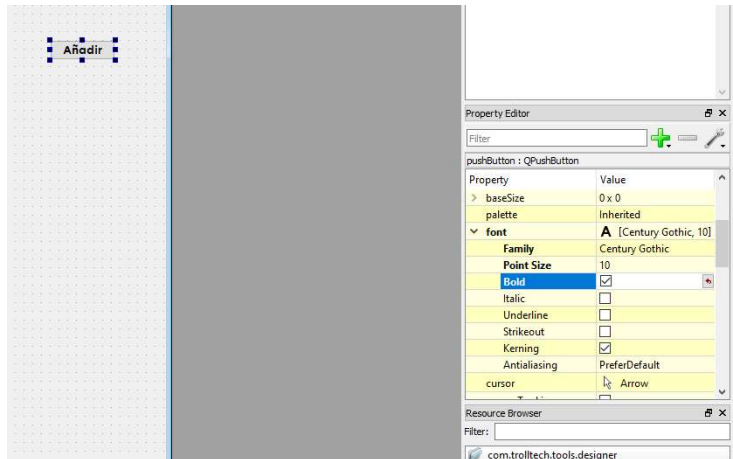 Añadir
Property Editor
Filter
pushButton : QPushButton
Property Value
baseSize 0 x 0
palette Inherited
font A [Century Gothic, 10]
Family Century Gothic
Point Size 10
Bold
Italic
Underline
Strikeout
Kerning
Antialiasing PreferDefault
cursor Arrow
Resource Browser
Filter:
com.trolltech.tools.designer